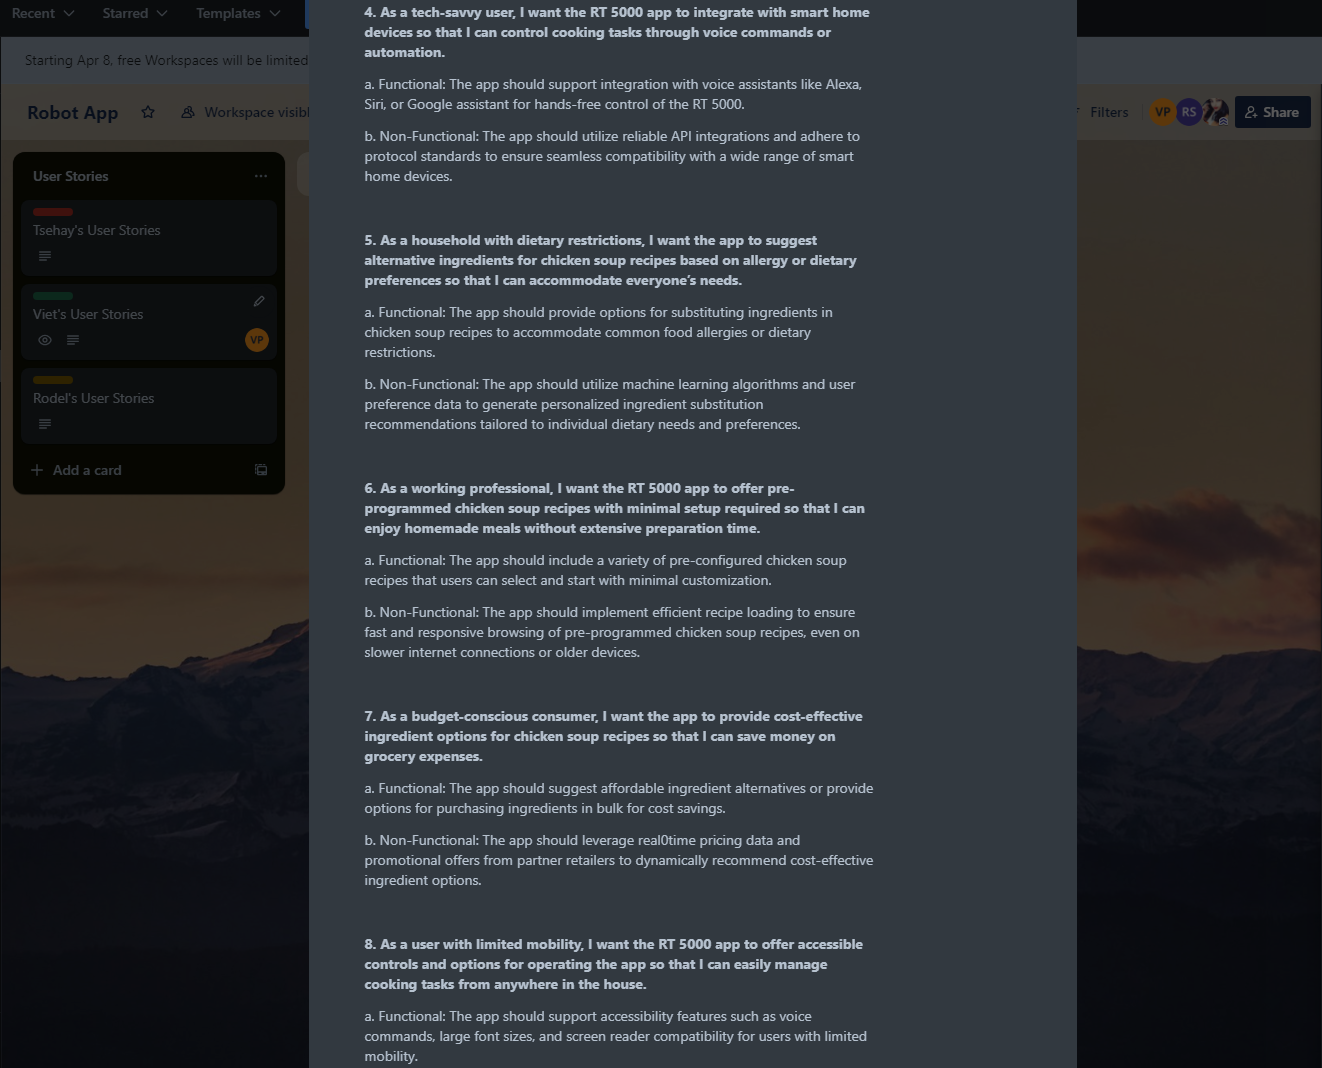 Recent
Starred
Templates
Starting Apr 8, free Workspaces will be limited
Robot App
Workspace visibl
Filters
VP
RS
Share
User Stories
Tsehay's User Stories
Viet's User Stories
VP
Rodel's User Stories
Add a card
4. As a tech-savvy user, I want the RT 5000 app to integrate with smart home
devices so that I can control cooking tasks through voice commands or
automation.
a. Functional: The app should support integration with voice assistants like Alexa,
Siri, or Google assistant for hands-free control of the RT 5000.
b. Non-Functional: The app should utilize reliable API integrations and adhere to
protocol standards to ensure seamless compatibility with a wide range of smart
home devices.
5. As a household with dietary restrictions, I want the app to suggest
alternative ingredients for chicken soup recipes based on allergy or dietary
preferences so that I can accommodate everyone’s needs.
a. Functional: The app should provide options for substituting ingredients in
chicken soup recipes to accommodate common food allergies or dietary
restrictions.
b. Non-Functional: The app should utilize machine learning algorithms and user
preference data to generate personalized ingredient substitution
recommendations tailored to individual dietary needs and preferences.
6. As a working professional, I want the RT 5000 app to offer pre-
programmed chicken soup recipes with minimal setup required so that I can
enjoy homemade meals without extensive preparation time.
a. Functional: The app should include a variety of pre-configured chicken soup
recipes that users can select and start with minimal customization.
b. Non-Functional: The app should implement efficient recipe loading to ensure
fast and responsive browsing of pre-programmed chicken soup recipes, even on
slower internet connections or older devices.
7. As a budget-conscious consumer, I want the app to provide cost-effective
ingredient options for chicken soup recipes so that I can save money on
grocery expenses.
a. Functional: The app should suggest affordable ingredient alternatives or provide
options for purchasing ingredients in bulk for cost savings.
b. Non-Functional: The app should leverage real0time pricing data and
promotional offers from partner retailers to dynamically recommend cost-effective
ingredient options.
8. As a user with limited mobility, I want the RT 5000 app to offer accessible
controls and options for operating the app so that I can easily manage
cooking tasks from anywhere in the house.
a. Functional: The app should support accessibility features such as voice
commands, large font sizes, and screen reader compatibility for users with limited
mobility.